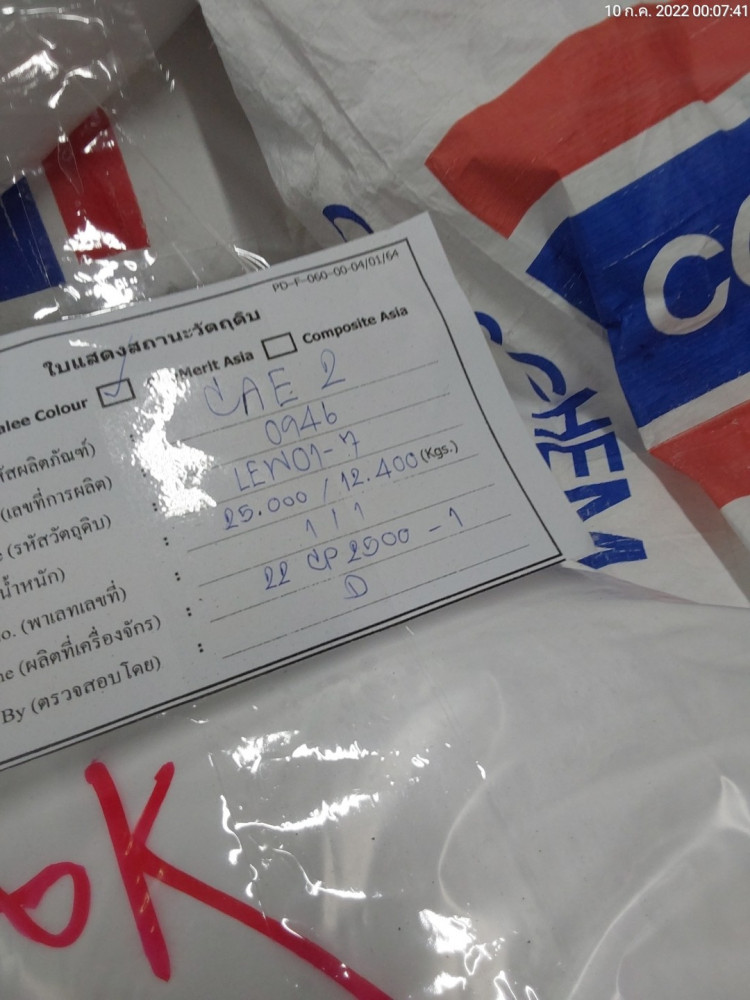 10 ก.ค. 2022 00:07:41
PD-F-060-00-04/01/64
ใบแสดงสถานะวัตถุดิบ
alee Colour ☑ Merit Asia ☐ Composite Asia
CAE 2
ัสผลิตภัณฑ์) : 0946
(เลขที่การผลิต) : LEW01-7
(รหัสวัตถุดิบ) : 25.000 / 12.400 (Kgs.)
น้ำหนัก) : 1 / 1
o. (พาเลทเลขที่) : 22 CP 2500 - 1
ne (ผลิตที่เครื่องจักร) : D
By (ตรวจสอบโดย) :
CHEM
OK